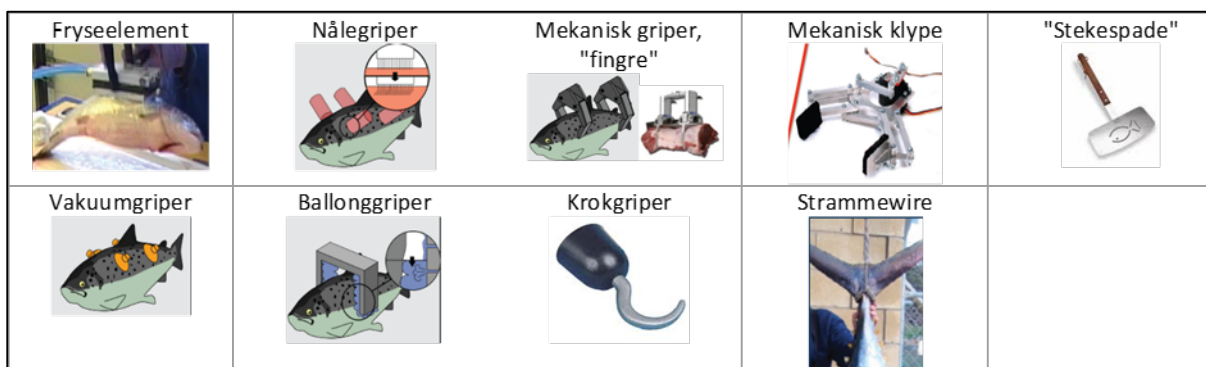 Fryseelement
Nålegriper
Mekanisk griper,
"fingre"
Mekanisk klype
"Stekespade"
Vakuumgriper
Ballonggriper
Krokgriper
Strammewire